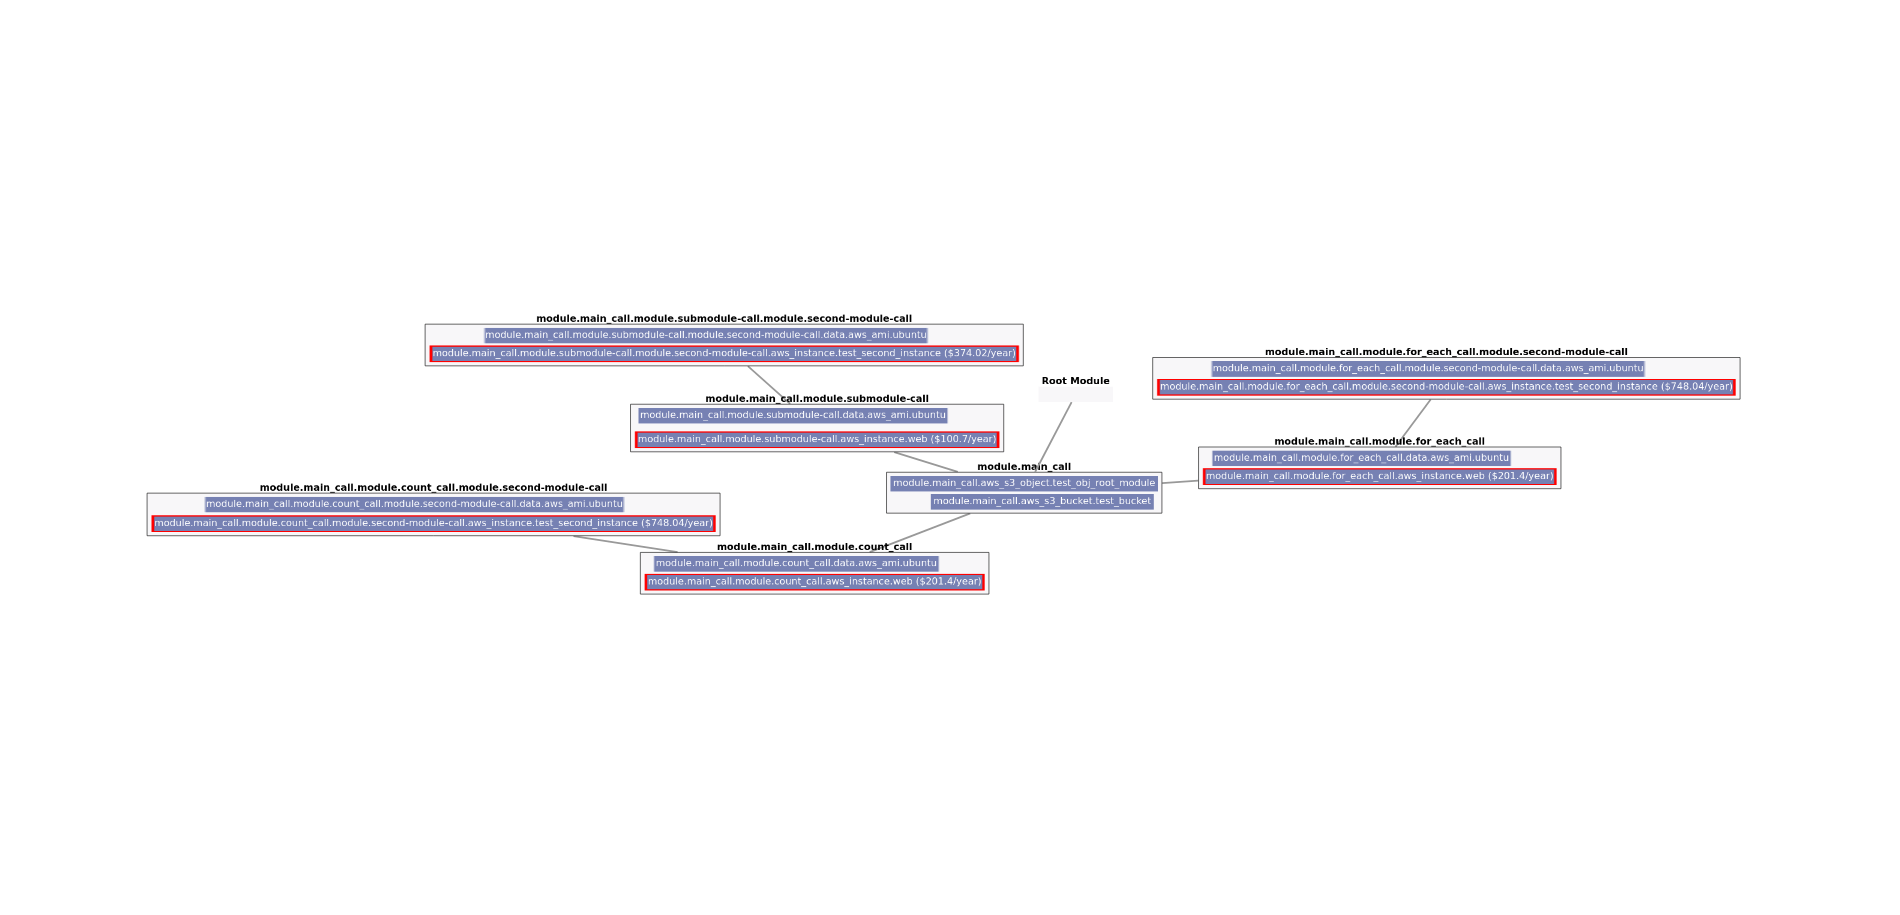 module.main_call.module.submodule-call.module.second-module-call
module.main_call.module.submodule-call.module.second-module-call.data.aws_ami.ubuntu
module.main_call.module.submodule-call.module.second-module-call.aws_instance.test_second_instance ($374.02/year)
module.main_call.module.for_each_call.module.second-module-call
module.main_call.module.for_each_call.module.second-module-call.data.aws_ami.ubuntu
module.main_call.module.for_each_call.module.second-module-call.aws_instance.test_second_instance ($748.04/year)
Root Module
module.main_call.module.submodule-call
module.main_call.module.submodule-call.data.aws_ami.ubuntu
module.main_call.module.submodule-call.aws_instance.web ($100.7/year)
module.main_call.module.for_each_call
module.main_call.module.for_each_call.data.aws_ami.ubuntu
module.main_call.module.for_each_call.aws_instance.web ($201.4/year)
module.main_call
module.main_call.aws_s3_object.test_obj_root_module
module.main_call.aws_s3_bucket.test_bucket
module.main_call.module.count_call.module.second-module-call
module.main_call.module.count_call.module.second-module-call.data.aws_ami.ubuntu
module.main_call.module.count_call.module.second-module-call.aws_instance.test_second_instance ($748.04/year)
module.main_call.module.count_call
module.main_call.module.count_call.data.aws_ami.ubuntu
module.main_call.module.count_call.aws_instance.web ($201.4/year)